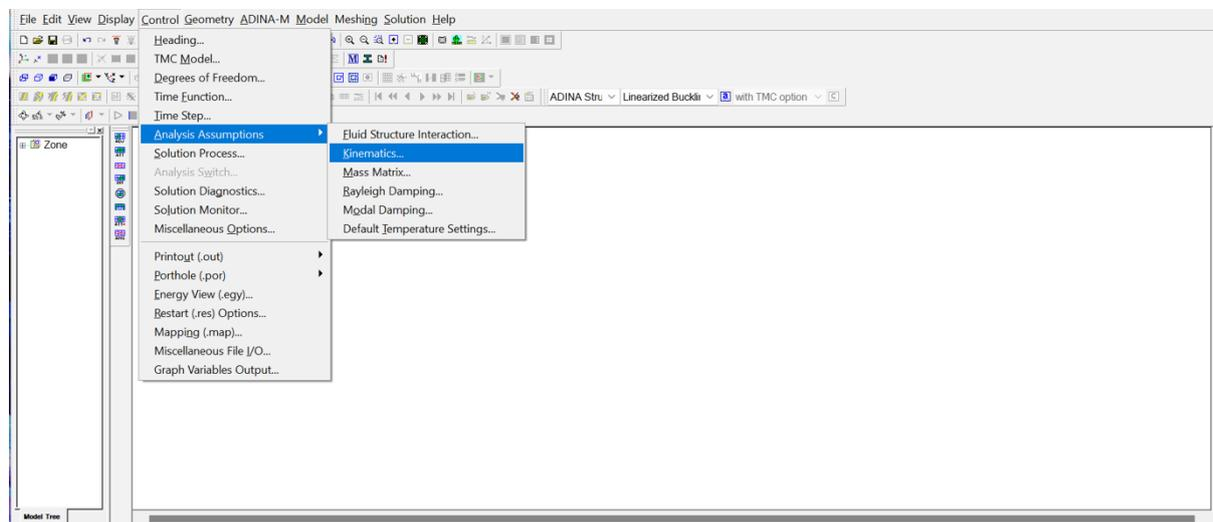 File Edit View Display Control Geometry ADINA-M Model Meshing Solution Help
ADINA Stru Linearized Bucklin with TMC option C
Zone
Heading...
TMC Model...
Degrees of Freedom...
Time Function...
Time Step...
Analysis Assumptions
Solution Process...
Analysis Switch...
Solution Diagnostics...
Solution Monitor...
Miscellaneous Options...
Printout (.out)
Porthole (.por)
Energy View (.egy)...
Restart (.res) Options...
Mapping (.map)...
Miscellaneous File I/O...
Graph Variables Output...
Fluid Structure Interaction...
Kinematics...
Mass Matrix...
Rayleigh Damping...
Modal Damping...
Default Temperature Settings...
Model Tree